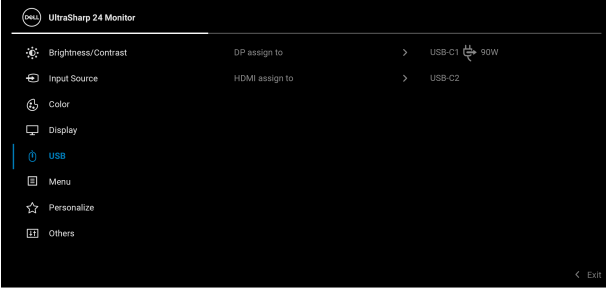 DELL UltraSharp 24 Monitor
Brightness/Contrast DP assign to > USB-C1 90W
Input Source HDMI assign to > USB-C2
Color
Display
USB
Menu
Personalize
Others
< Exit